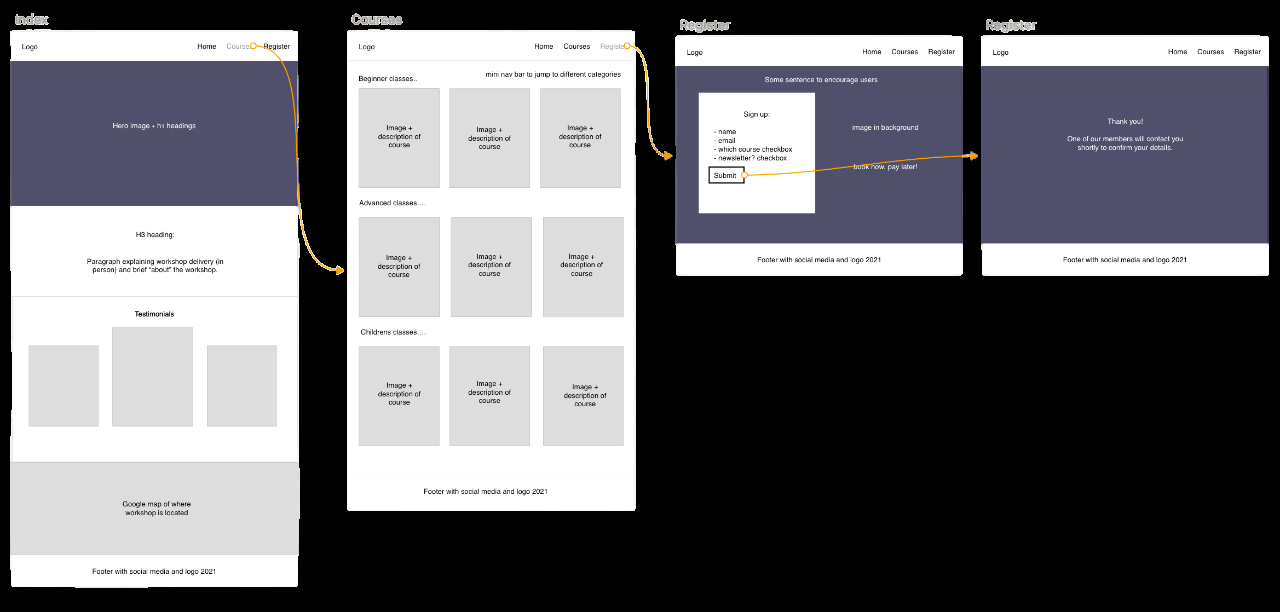 Index
Logo
Home Courses Register
Hero image + h1 headings
H3 heading:
Paragraph explaining workshop delivery (in
person) and brief "about" the workshop.
Testimonials
Google map of where
workshop is located
Footer with social media and logo 2021
Courses
Logo
Home Courses Register
mini nav bar to jump to different categories
Beginner classes..
Image +
description of
course
Image +
description of
course
Image +
description of
course
Advanced classes....
Image +
description of
course
Image +
description of
course
Image +
description of
course
Childrens classes....
Image +
description of
course
Image +
description of
course
Image +
description of
course
Footer with social media and logo 2021
Register
Logo
Home Courses Register
Some sentence to encourage users
Sign up:
- name
- email
- which course checkbox
- newsletter? checkbox
Submit
image in background
book now, pay later!
Footer with social media and logo 2021
Register
Logo
Home Courses Register
Thank you!
One of our members will contact you
shortly to confirm your details.
Footer with social media and logo 2021